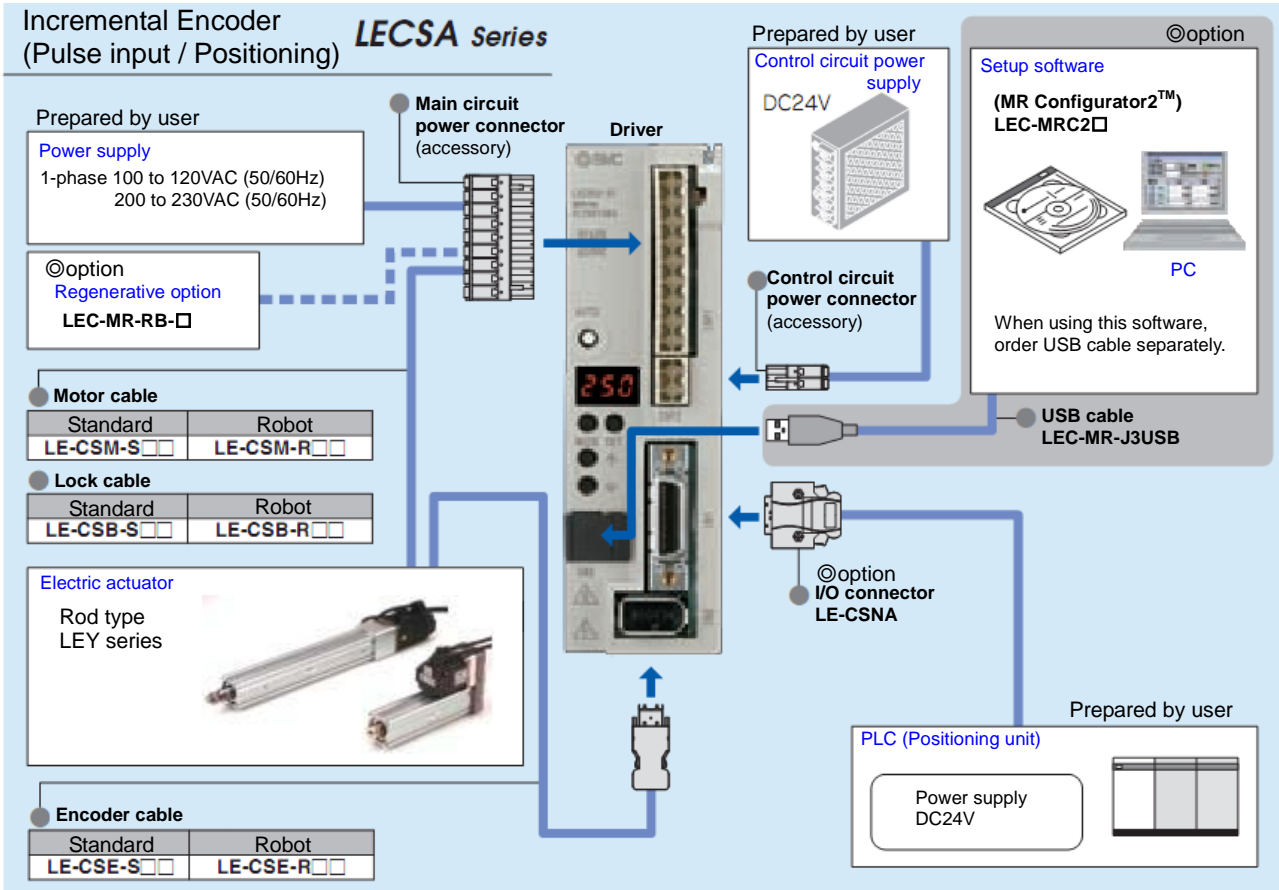 Incremental Encoder
(Pulse input / Positioning)
LECSA Series
Prepared by user
Power supply
1-phase 100 to 120VAC (50/60Hz)
200 to 230VAC (50/60Hz)
◎option
Regenerative option
LEC-MR-RB-□
Main circuit
power connector
(accessory)
Driver
250
Prepared by user
Control circuit power
supply
DC24V
Control circuit
power connector
(accessory)
◎option
Setup software
(MR Configurator2™)
LEC-MRC2□
PC
When using this software,
order USB cable separately.
USB cable
LEC-MR-J3USB
Motor cable
Standard Robot
LE-CSM-S□□ LE-CSM-R□□
Lock cable
Standard Robot
LE-CSB-S□□ LE-CSB-R□□
Electric actuator
Rod type
LEY series
◎option
I/O connector
LE-CSNA
Prepared by user
PLC (Positioning unit)
Power supply
DC24V
Encoder cable
Standard Robot
LE-CSE-S□□ LE-CSE-R□□